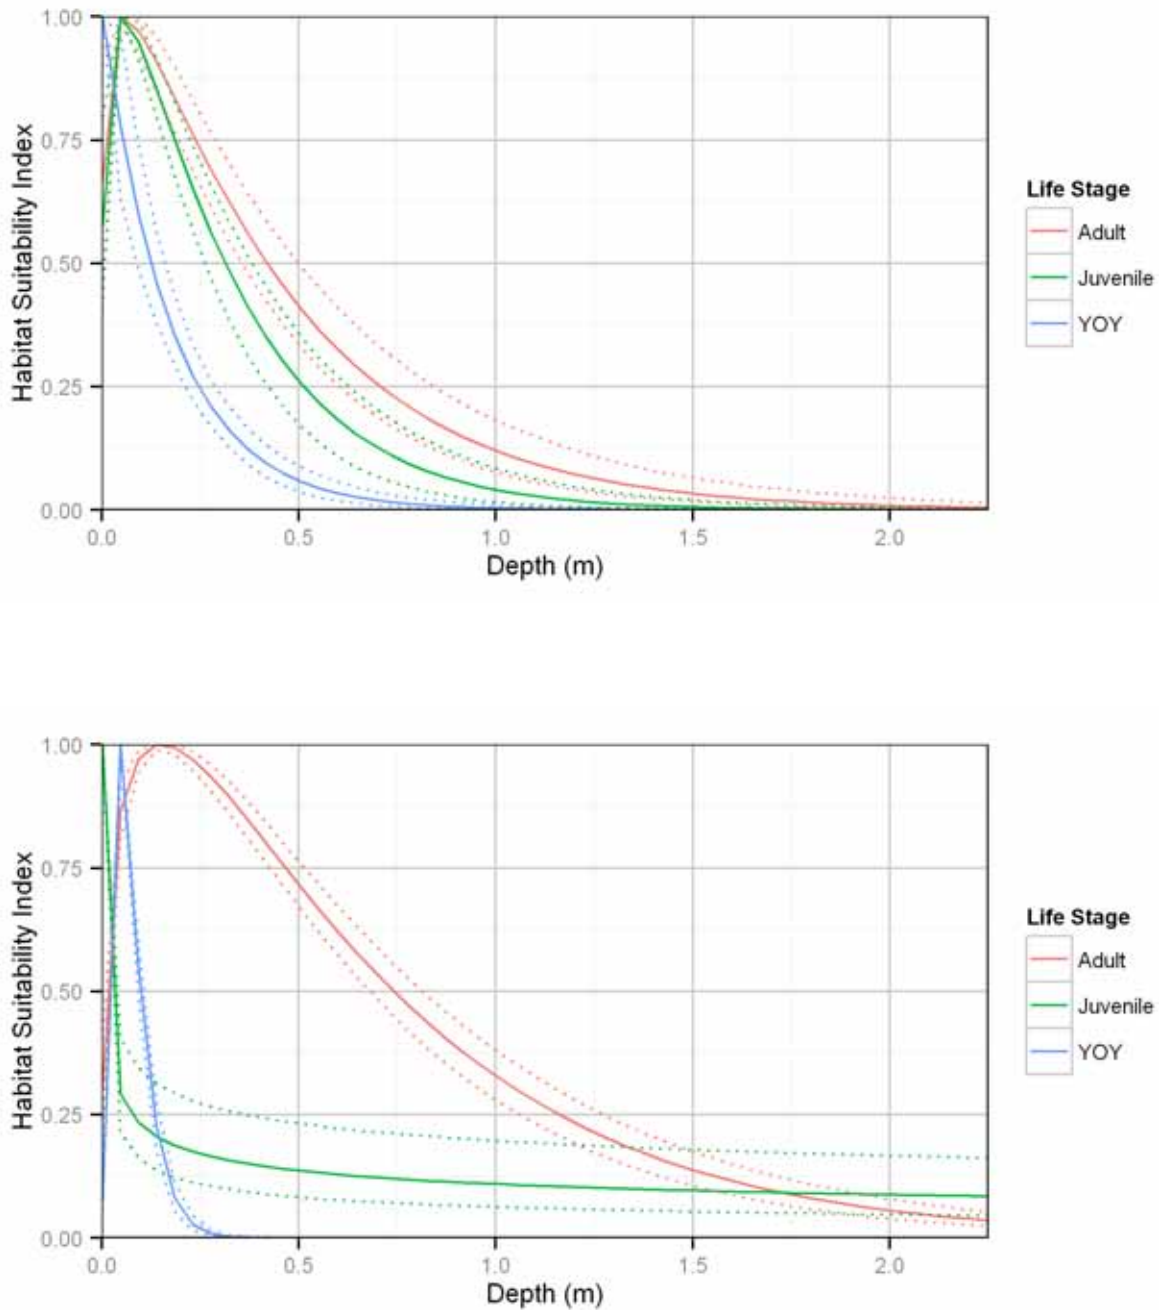 1.00
0.75
0.50
0.25
0.00
Habitat Suitability Index
0.0 0.5 1.0 1.5 2.0
Depth (m)
Life Stage
Adult
Juvenile
YOY
1.00
0.75
0.50
0.25
0.00
Habitat Suitability Index
0.0 0.5 1.0 1.5 2.0
Depth (m)
Life Stage
Adult
Juvenile
YOY